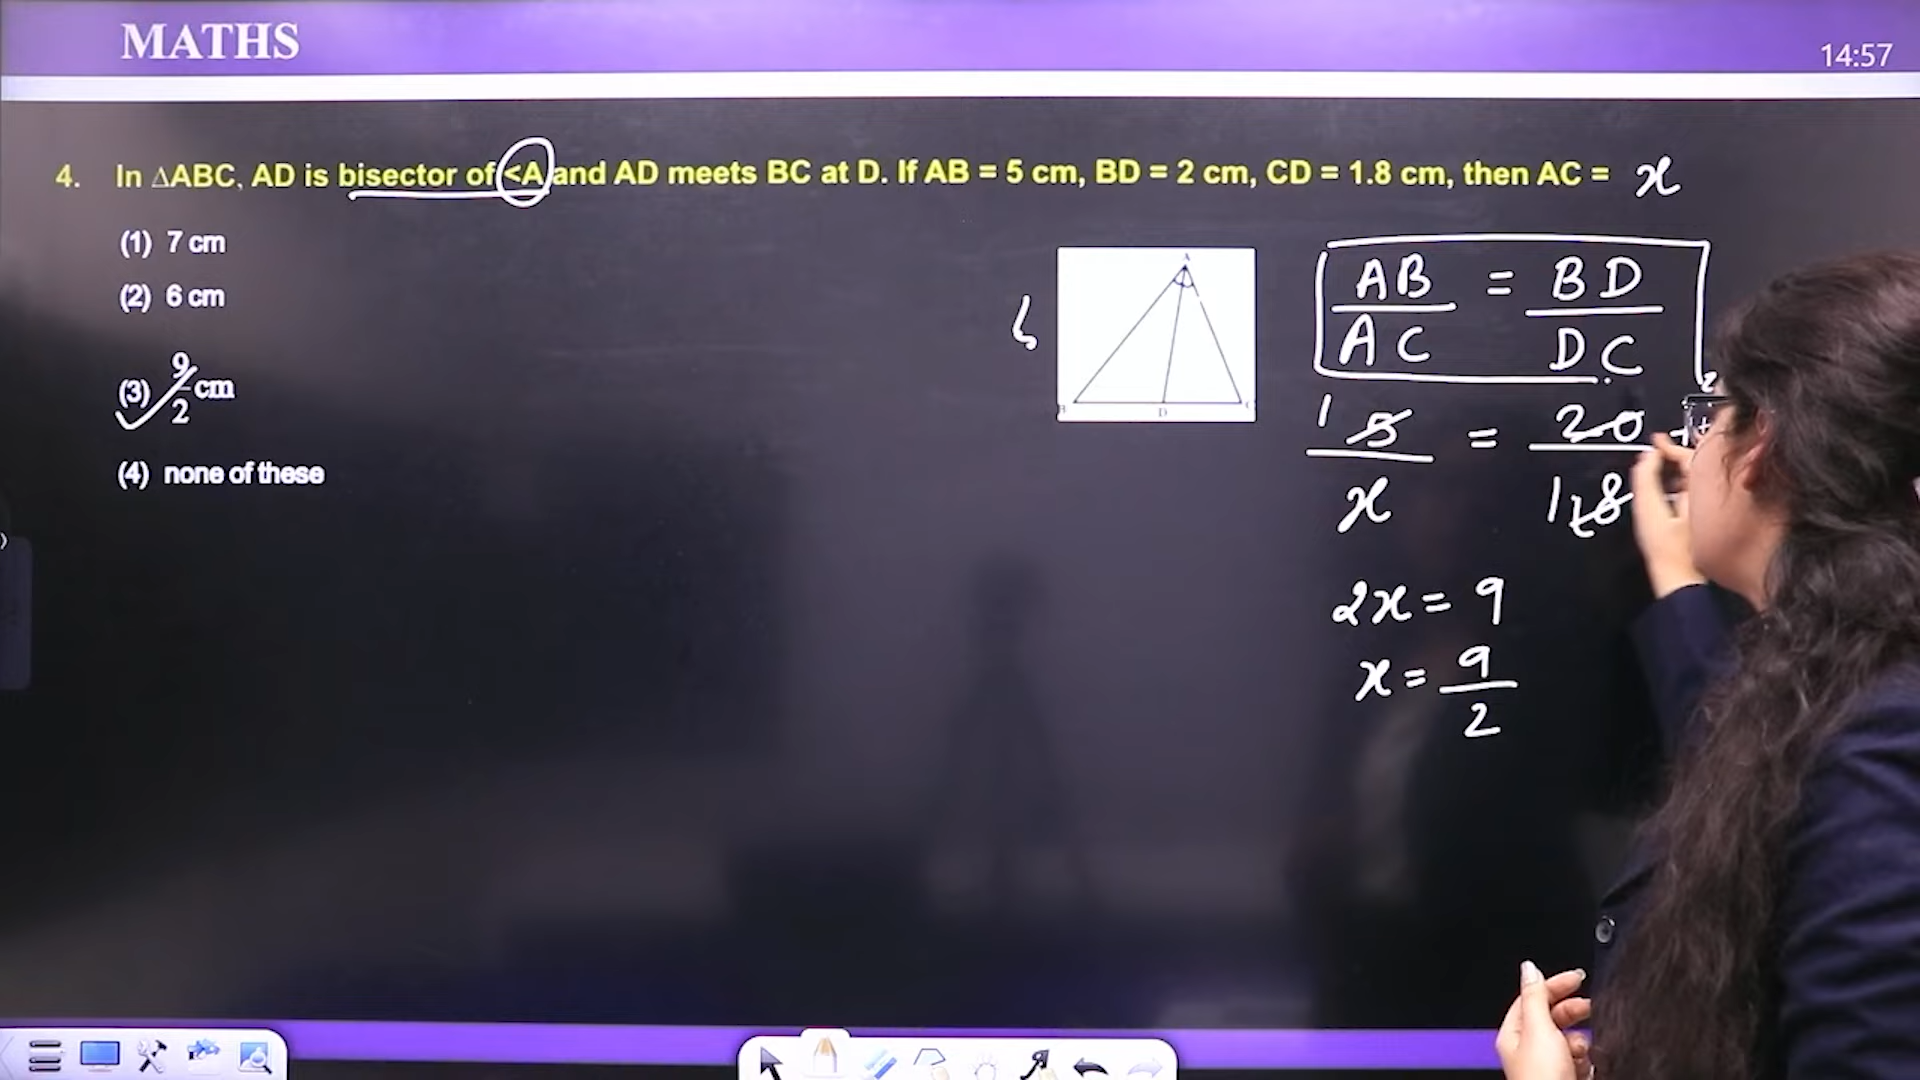 MATHS
14:57
4. In ΔABC, AD is bisector of <A and AD meets BC at D. If AB = 5 cm, BD = 2 cm, CD = 1.8 cm, then AC = x
(1) 7 cm
(2) 6 cm
(3) 9/2 cm
(4) none of these
A
B D C
AB/AC = BD/DC
1 5/x = 20/18
2x = 9
x = 9/2